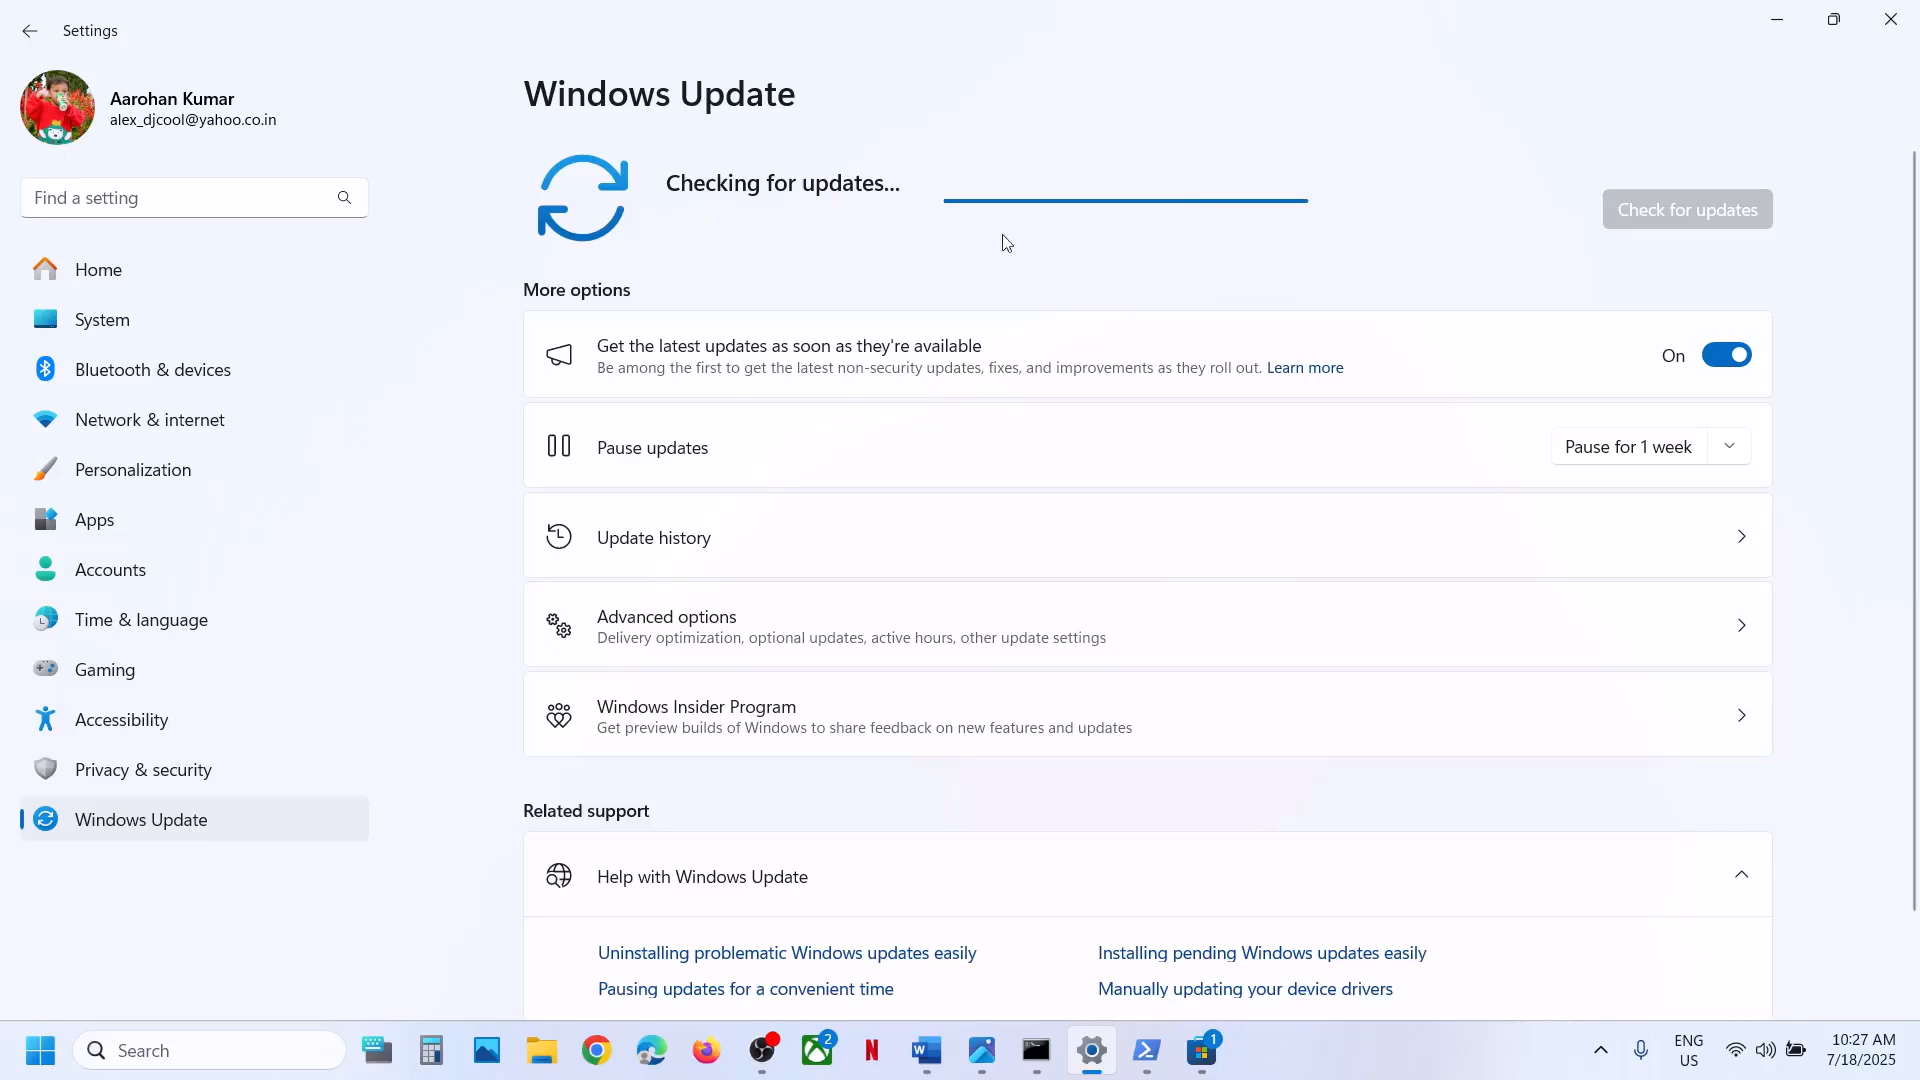 Settings
Aarohan Kumar
alex_djcool@yahoo.co.in
Find a setting
Home
System
Bluetooth & devices
Network & internet
Personalization
Apps
Accounts
Time & language
Gaming
Accessibility
Privacy & security
Windows Update
Windows Update
Checking for updates...
Check for updates
More options
Get the latest updates as soon as they're available
Be among the first to get the latest non-security updates, fixes, and improvements as they roll out. Learn more
On
Pause updates
Pause for 1 week
Update history
Advanced options
Delivery optimization, optional updates, active hours, other update settings
Windows Insider Program
Get preview builds of Windows to share feedback on new features and updates
Related support
Help with Windows Update
Uninstalling problematic Windows updates easily
Installing pending Windows updates easily
Pausing updates for a convenient time
Manually updating your device drivers
Search
2
N
W
1
ENG
US
10:27 AM
7/18/2025